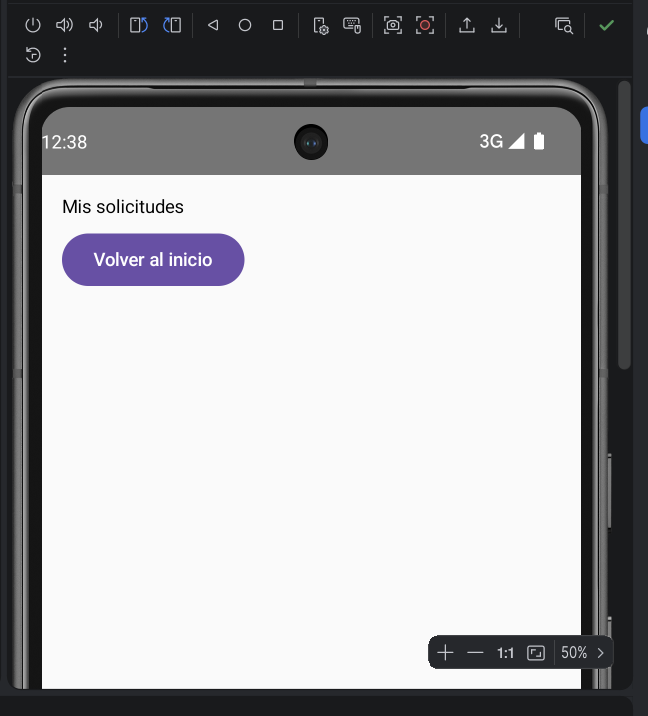 12:38
3G
Mis solicitudes
Volver al inicio
1:1
50%